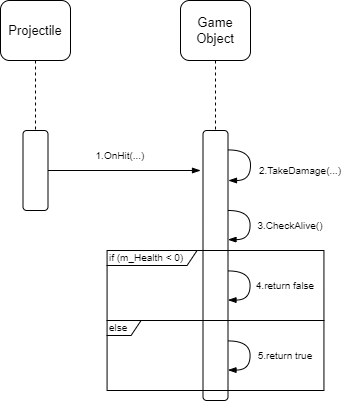 Projectile
Game
Object
1.OnHit(...)
2.TakeDamage(...)
3.CheckAlive()
if (m_Health < 0)
4.return false
else
5.return true